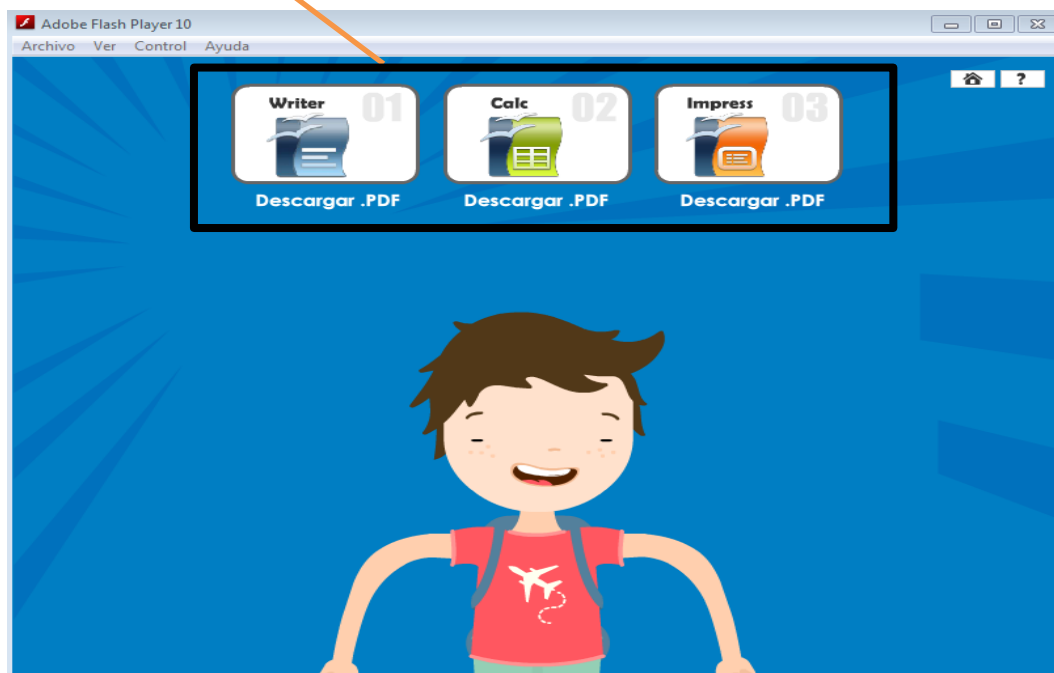 Adobe Flash Player 10
Archivo Ver Control Ayuda
?
Writer 01 Calc 02 Impress 03
Descargar .PDF Descargar .PDF Descargar .PDF